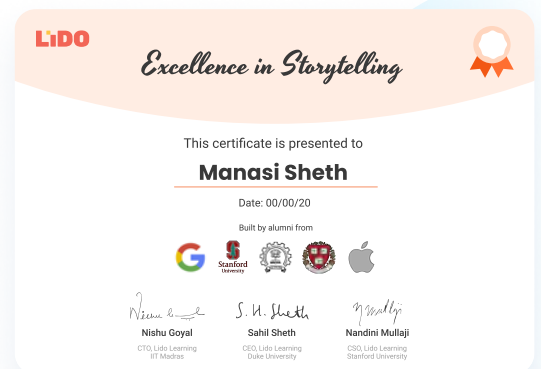 LiDO
Excellence in Storytelling
This certificate is presented to
Manasi Sheth
Date: 00/00/20
Built by alumni from
Stanford
University
S. H. Sheth
Nishu Goyal
Sahil Sheth
Nandini Mullaji
CTO, Lido Learning
CEO, Lido Learning
CSO, Lido Learning
IIT Madras
Duke University
Stanford University